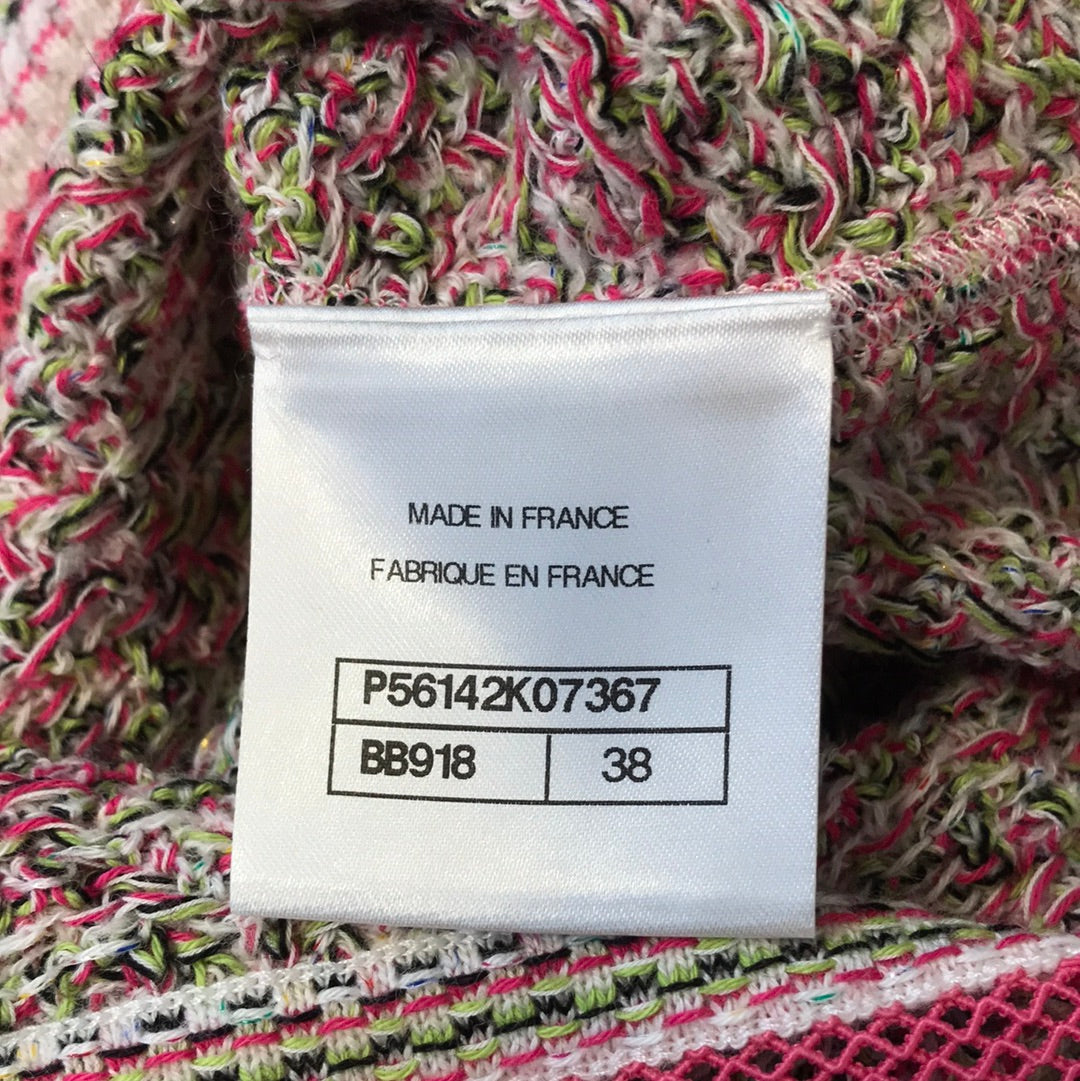 MADE IN FRANCE
FABRIQUE EN FRANCE
P56142K07367
BB918 38